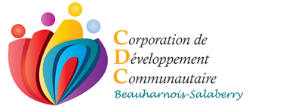 Corporation de
Développement
Communautaire
Beauharnois-Salaberry